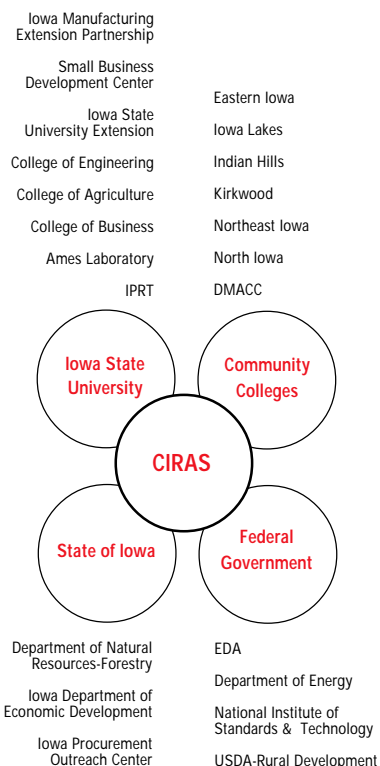 Iowa Manufacturing
Extension Partnership
Small Business
Development Center
Iowa State
University Extension
College of Engineering
College of Agriculture
College of Business
Ames Laboratory
IPRT
Eastern Iowa
Iowa Lakes
Indian Hills
Kirkwood
Northeast Iowa
North Iowa
DMACC
Iowa State
University
Community
Colleges
CIRAS
State of Iowa
Federal
Government
Department of Natural
Resources-Forestry
Iowa Department of
Economic Development
Iowa Procurement
Outreach Center
EDA
Department of Energy
National Institute of
Standards & Technology
USDA-Rural Development